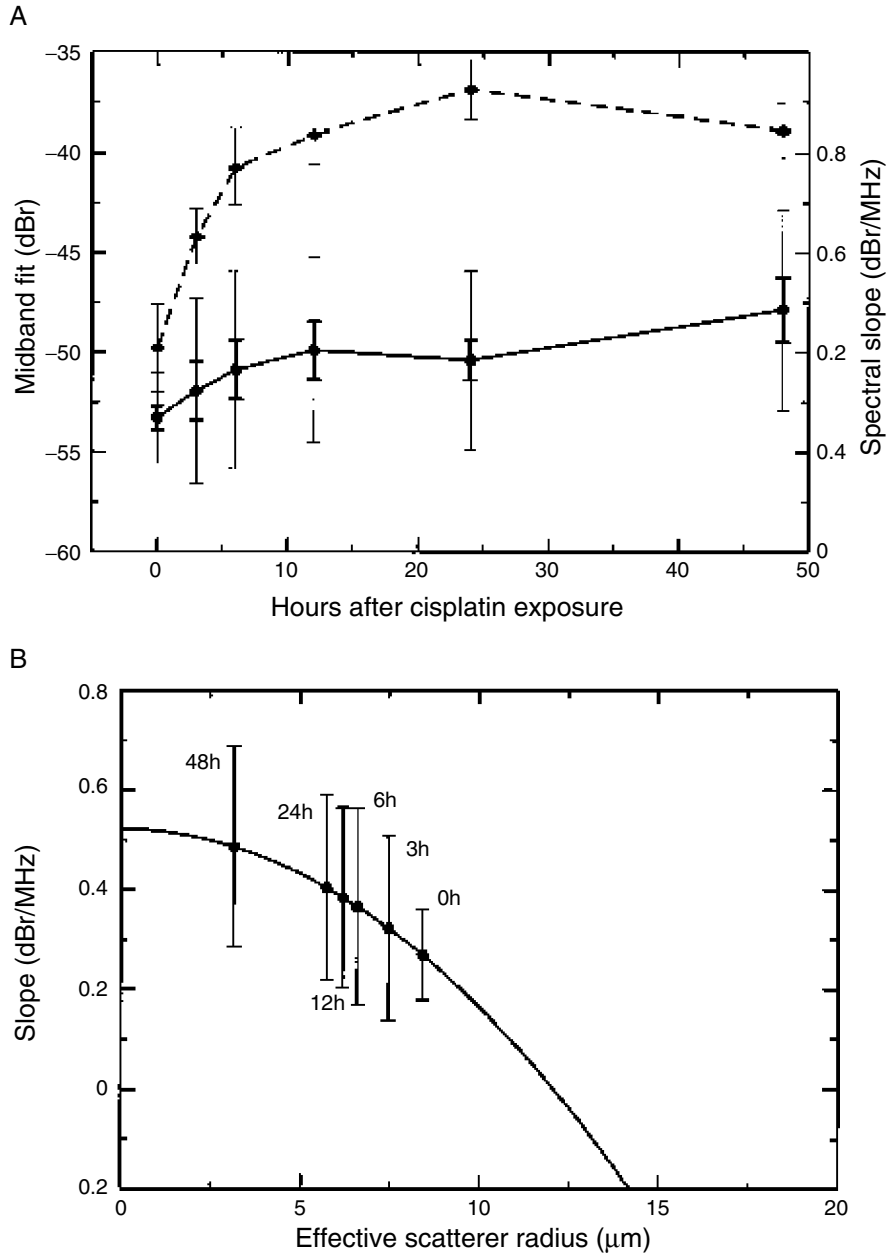 A
−35
−40
−45
−50
−55
−60
Midband fit (dBr)
0.8
0.6
0.2
0.4
0
Spectral slope (dBr/MHz)
0 10 20 30 40 50
Hours after cisplatin exposure
B
0.8
0.6
0.4
0.2
0
0.2
Slope (dBr/MHz)
48h
24h
6h
3h
0h
12h
0 5 10 15 20
Effective scatterer radius (μm)